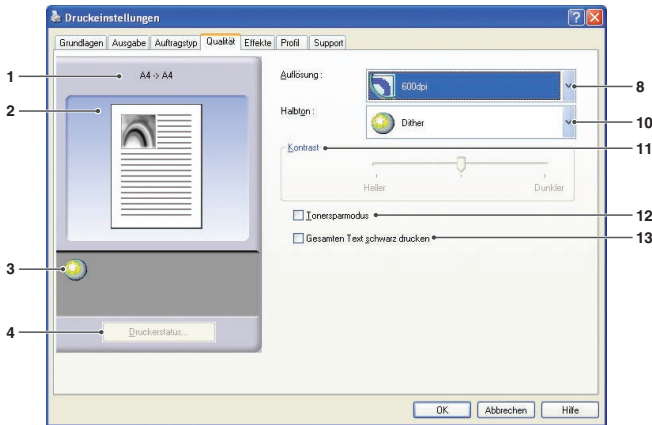 Druckeinstellungen
Grundlagen Ausgabe Auftragstyp Qualität Effekte Profil Support
1
A4 -> A4
2
3
4
Druckerstatus...
Auflösung :
600dpi
8
Halbton :
Dither
10
Kontrast
11
Heller Dunkler
Tonersparmodus
12
Gesamten Text schwarz drucken
13
OK Abbrechen Hilfe